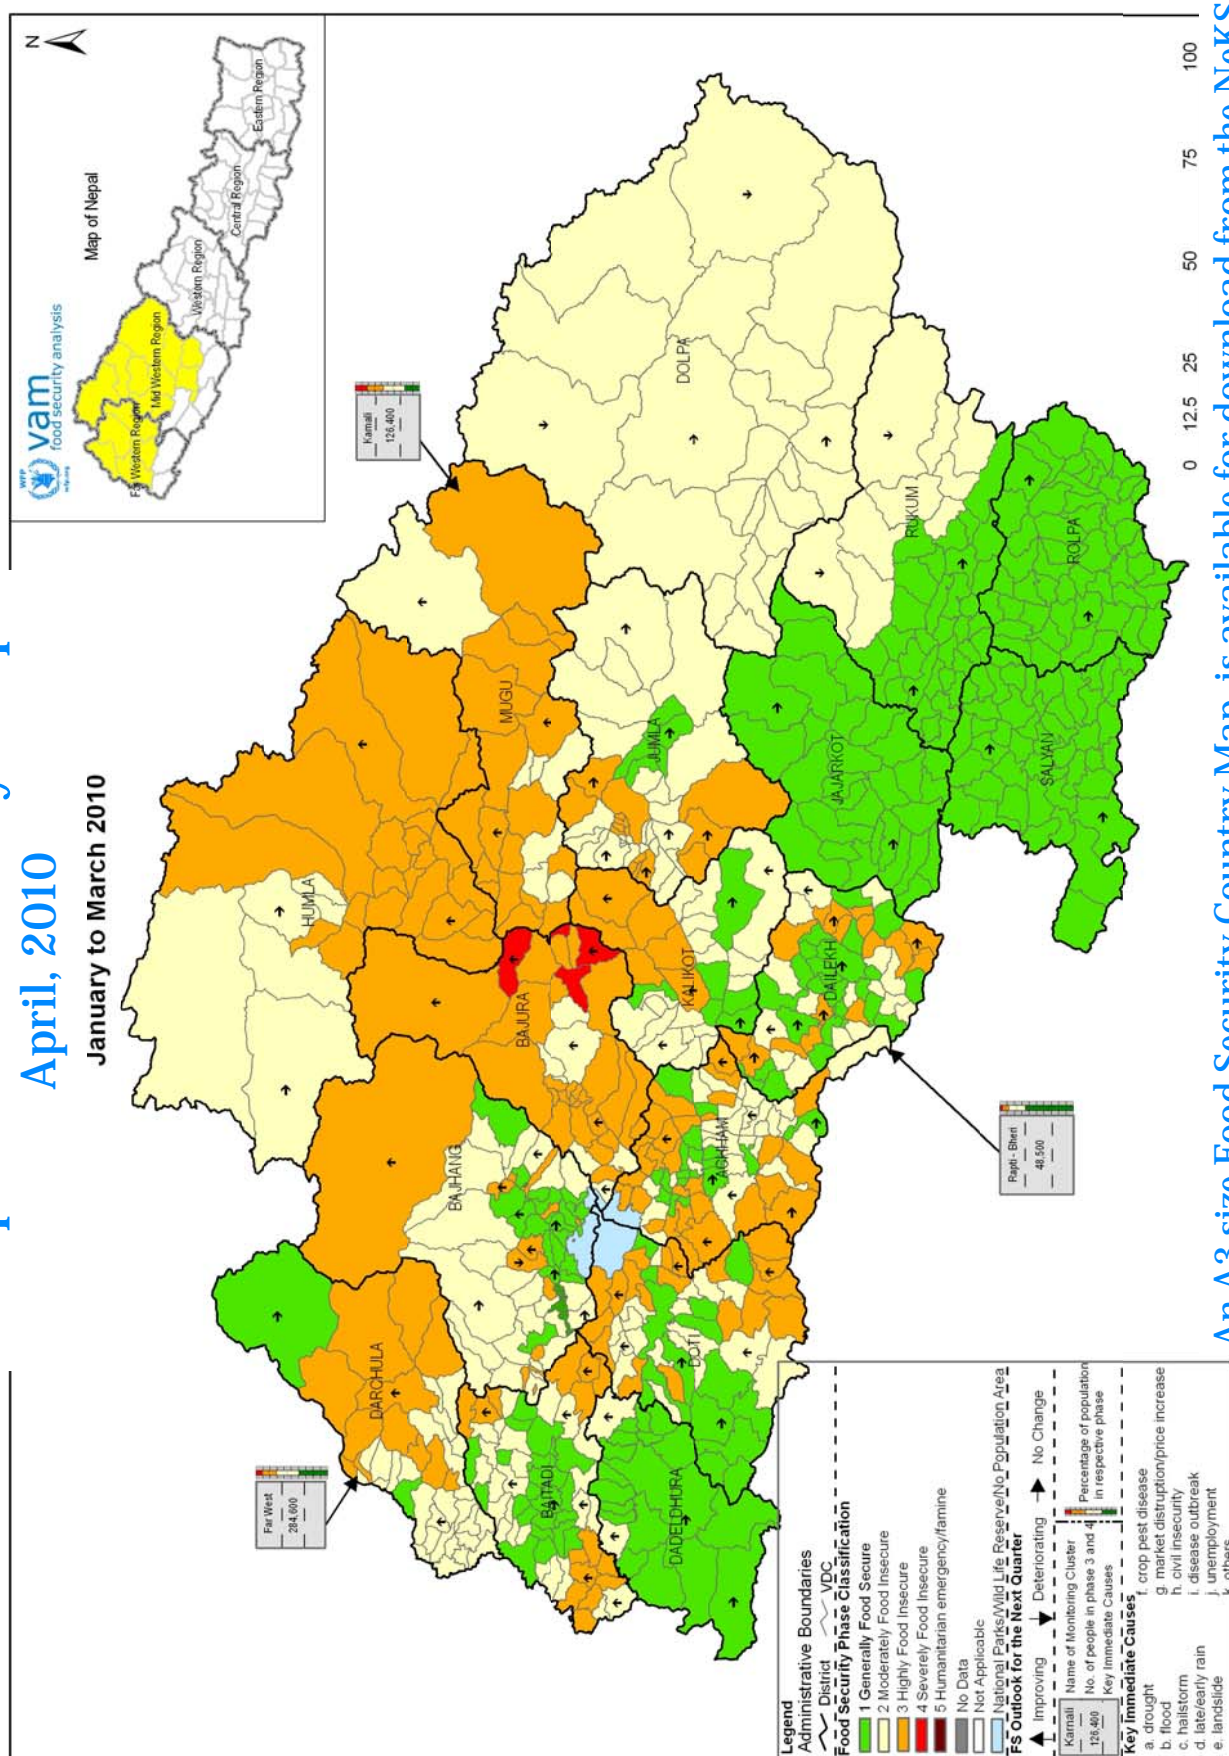 April, 2010
January to March 2010
WFP
wfp.org
vam
food security analysis
Map of Nepal
N
Far Western Region
Mid Western Region
Western Region
Central Region
Eastern Region
Karnali
126,400
Far West
284,600
Rapti - Bheri
48,500
HUMLA
MUGU
DOLPA
JUMLA
BAJURA
BAJHANG
DARCHULA
KALIKOT
RUKUM
JAJARKOT
ROLPA
SALYAN
DAILEKH
ACHHAM
DOTI
BAITADI
DADELDHURA
0 12.5 25 50 75 100
Legend
Administrative Boundaries
District VDC
Food Security Phase Classification
1 Generally Food Secure
2 Moderately Food Insecure
3 Highly Food Insecure
4 Severely Food Insecure
5 Humanitarian emergency/famine
No Data
Not Applicable
National Parks/Wild Life Reserve/No Population Area
FS Outlook for the Next Quarter
Improving Deteriorating No Change
Karnali
126,400
Name of Monitoring Cluster
No. of people in phase 3 and 4
Key Immediate Causes
Percentage of population
in respective phase
Key Immediate Causes
a. drought
b. flood
c. hailstorm
d. late/early rain
e. landslide
f. crop pest disease
g. market distruption/price increase
h. civil insecurity
i. disease outbreak
j. unemployment
k. others
An A3 size Food Security Country Map is available for download from the NeKS